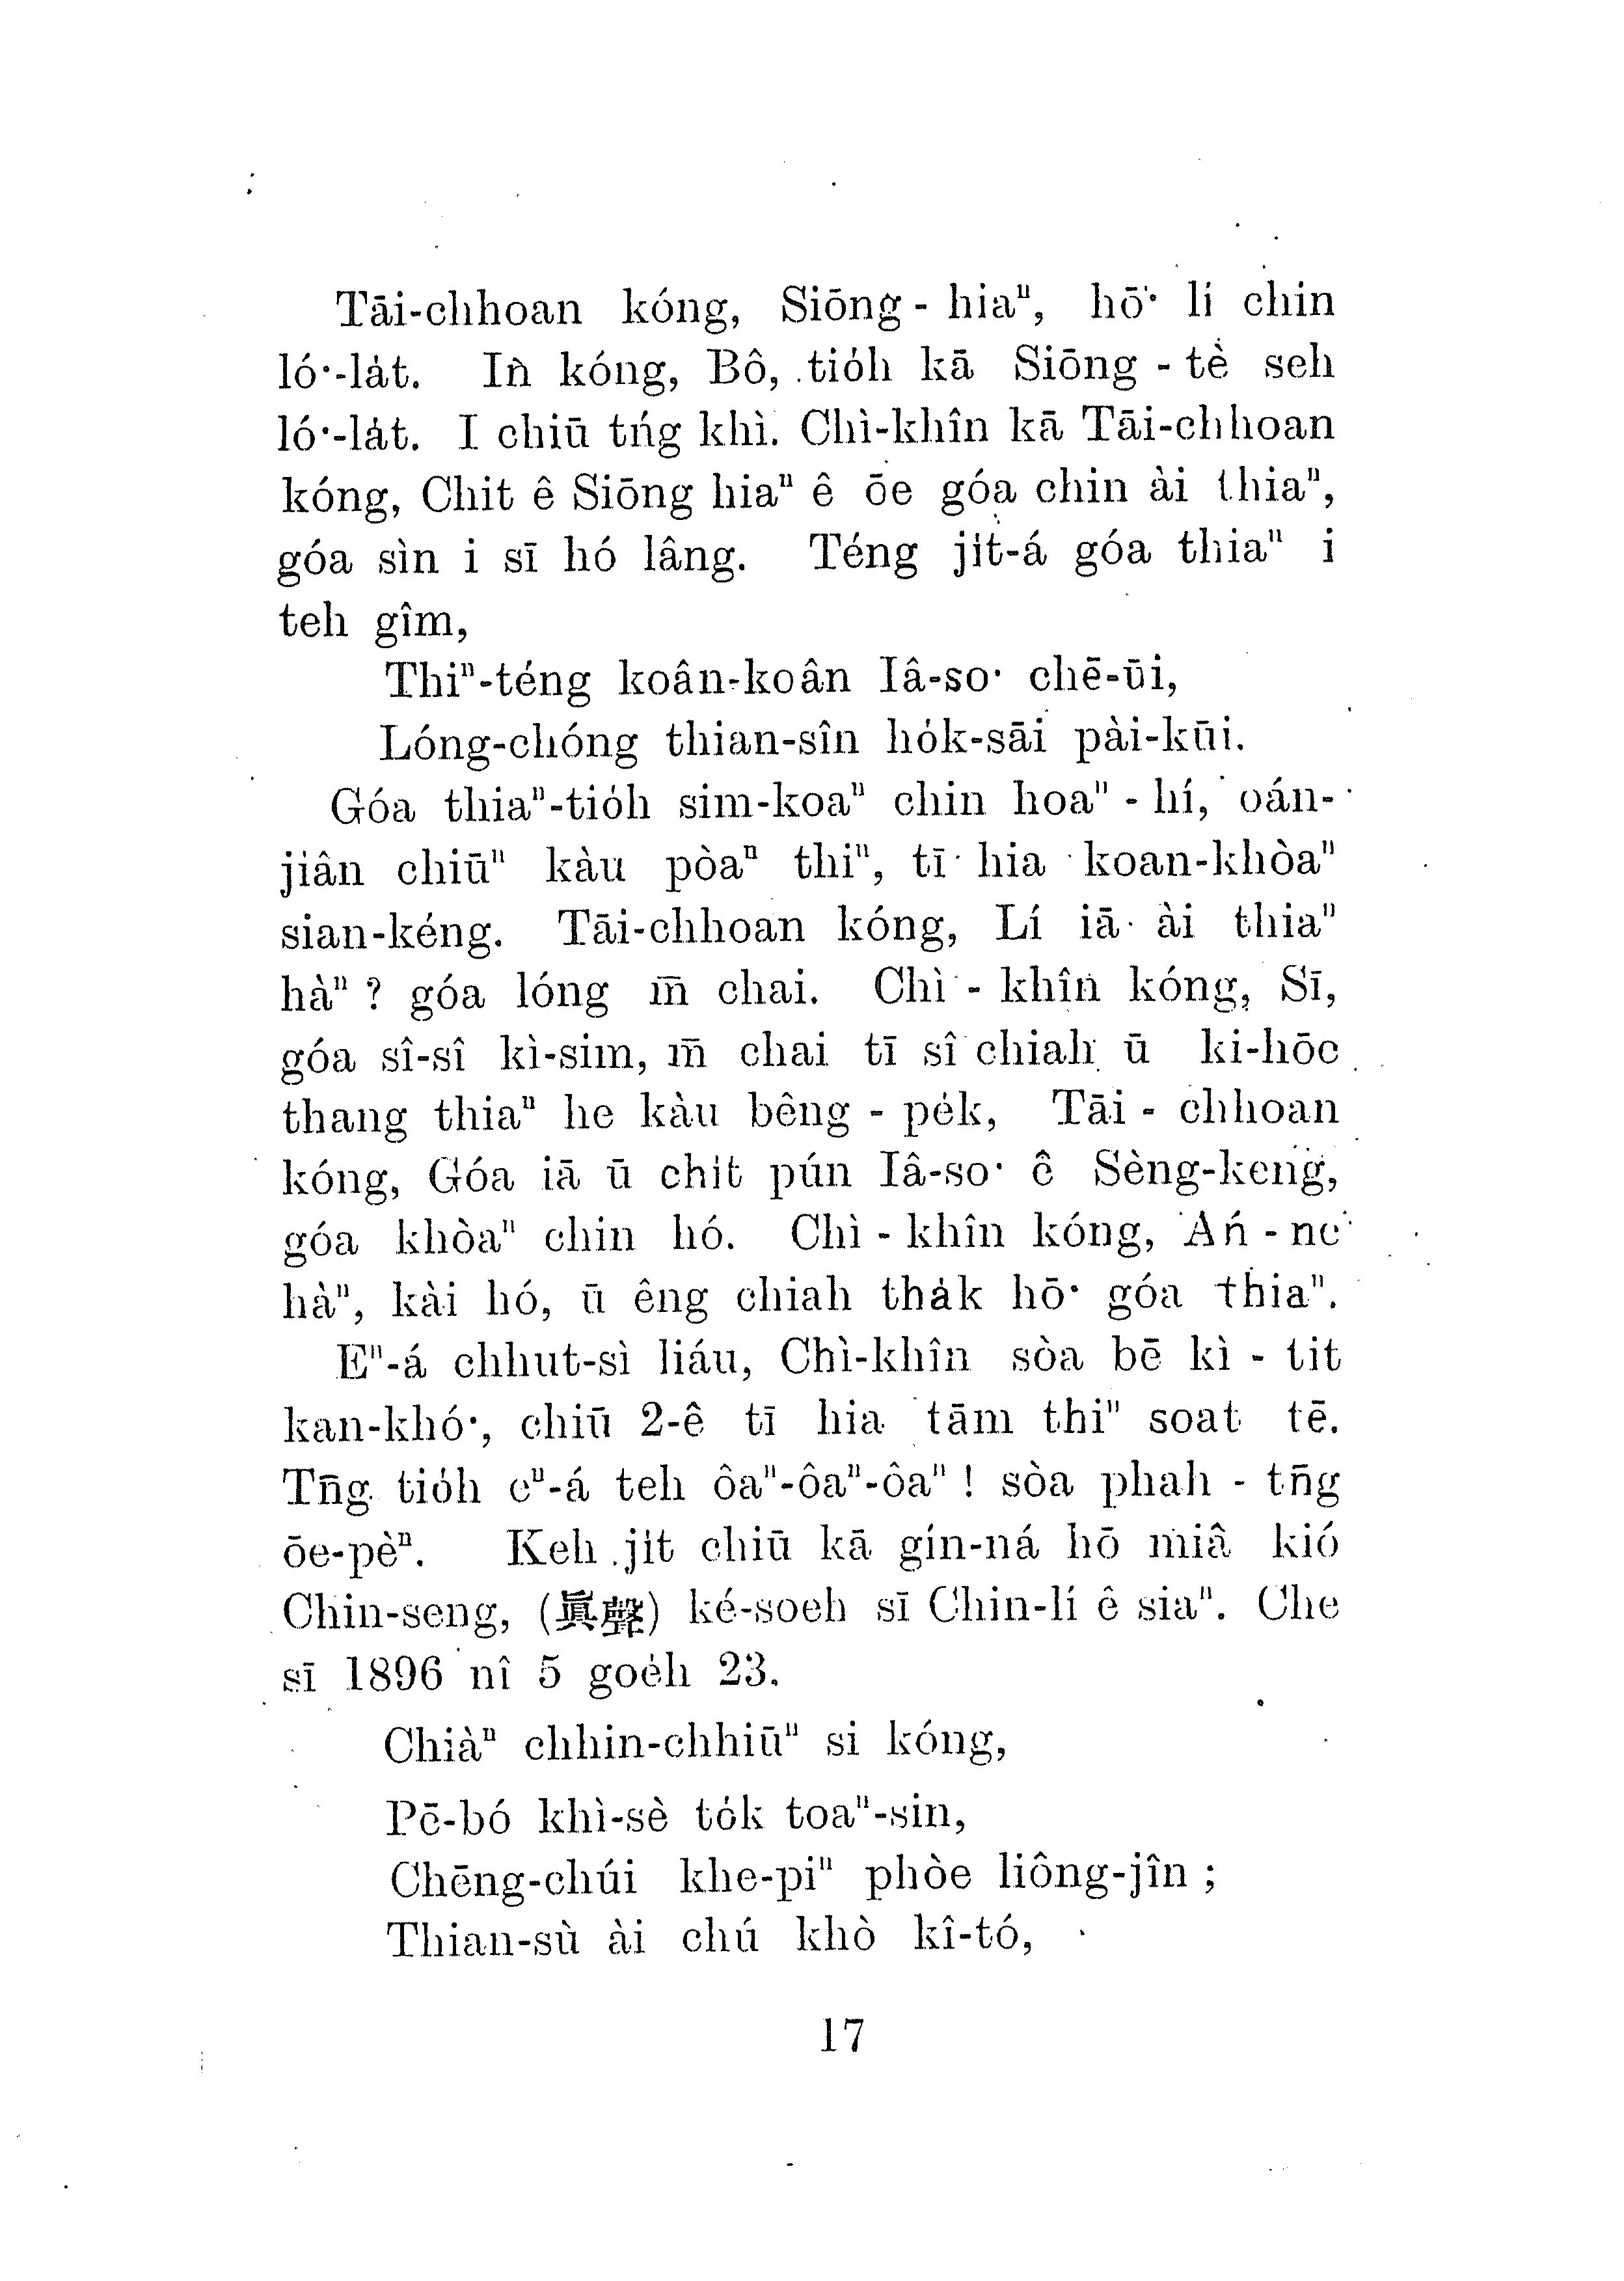 Tāi-chhoan kóng, Siōng - hiaⁿ, hō͘ lí chin
ló͘-la̍t. Iǹ kóng, Bô, tio̍h kā Siōng - tè seh
ló͘-la̍t. I chiū tńg khì. Chì-khîn kā Tāi-chhoan
kóng, Chit ê Siōng hiaⁿ ê ōe góa chin ài thiaⁿ,
góa sìn i sī hó lâng. Téng ji̍t-á góa thiaⁿ i
teh gîm,
Thiⁿ-téng koân-koân Iâ-so͘ chē-ūi,
Lóng-chóng thian-sîn ho̍k-sāi pài-kūi.
Góa thiaⁿ-tio̍h sim-koaⁿ chin hoaⁿ - hí, oán-
jiân chiūⁿ kàu pòaⁿ thiⁿ, tī hia koan-khòaⁿ
sian-kéng. Tāi-chhoan kóng, Lí iā ài thiaⁿ
hàⁿ ? góa lóng m̄ chai. Chì - khîn kóng, Sī,
góa sî-sî kì-sim, m̄ chai tī sî chiah ū ki-hōe
thang thiaⁿ he kàu bêng - pe̍k, Tāi - chhoan
kóng, Góa iā ū chi̍t pún Iâ-so͘ ê Sèng-keng,
góa khòaⁿ chin hó. Chì - khîn kóng, Ań - ne
hàⁿ, kài hó, ū êng chiah tha̍k hō͘ góa thiaⁿ.
Eⁿ-á chhut-sì liáu, Chì-khîn sòa bē kì - tit
kan-khó͘, chiū 2-ê tī hia tām thiⁿ soat tē.
Tn̄g tio̍h eⁿ-á teh ôaⁿ-ôaⁿ-ôaⁿ ! sòa phah - tn̄g
ōe-pèⁿ. Keh ji̍t chiū kā gín-ná hō miâ kió
Chin-seng, (眞聲) ké-soeh sī Chin-lí ê siaⁿ. Che
sī 1896 nî 5 goe̍h 23.
Chiàⁿ chhin-chhiūⁿ si kóng,
Pē-bó khì-sè to̍k toaⁿ-sin,
Chēng-chúi khe-piⁿ phòe liông-jîn ;
Thian-sù ài chú khò kî-tó,
17